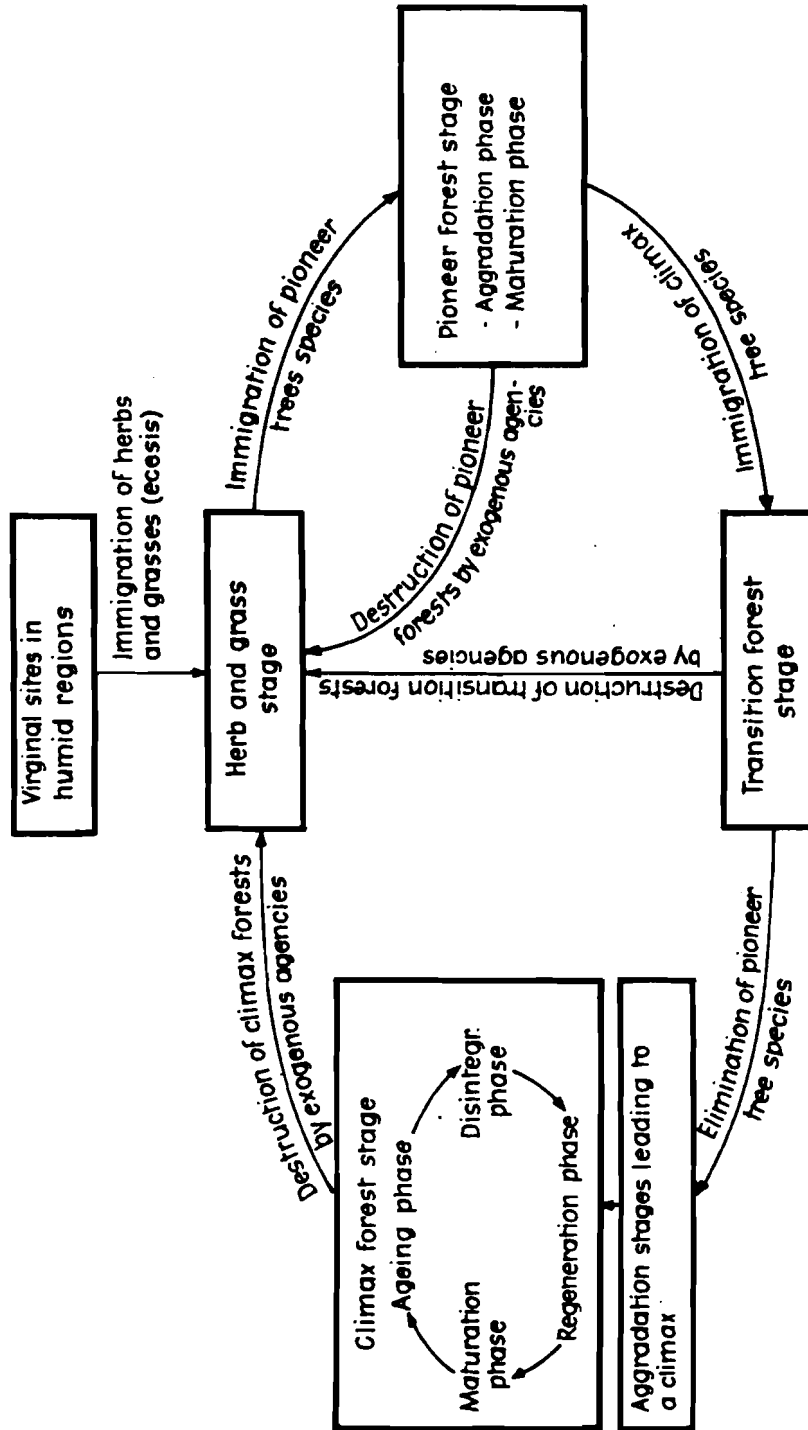 Virginal sites in
humid regions
Immigration of herbs
and grasses (ecosis)
Herb and grass
stage
Immigration of pioneer
trees species
Pioneer forest stage
- Aggradation phase
- Maturation phase
Destruction of pioneer
forests by exogenous agen-
cies
Immigration of climax
tree species
Destruction of transition forests
by exogenous agencies
Transition forest
stage
Elimination of pioneer
tree species
Aggradation stages leading to
a climax
Climax forest stage
Ageing phase
Disintegr.
phase
Regeneration phase
Maturation
phase
Destruction of climax forests
by exogenous agencies